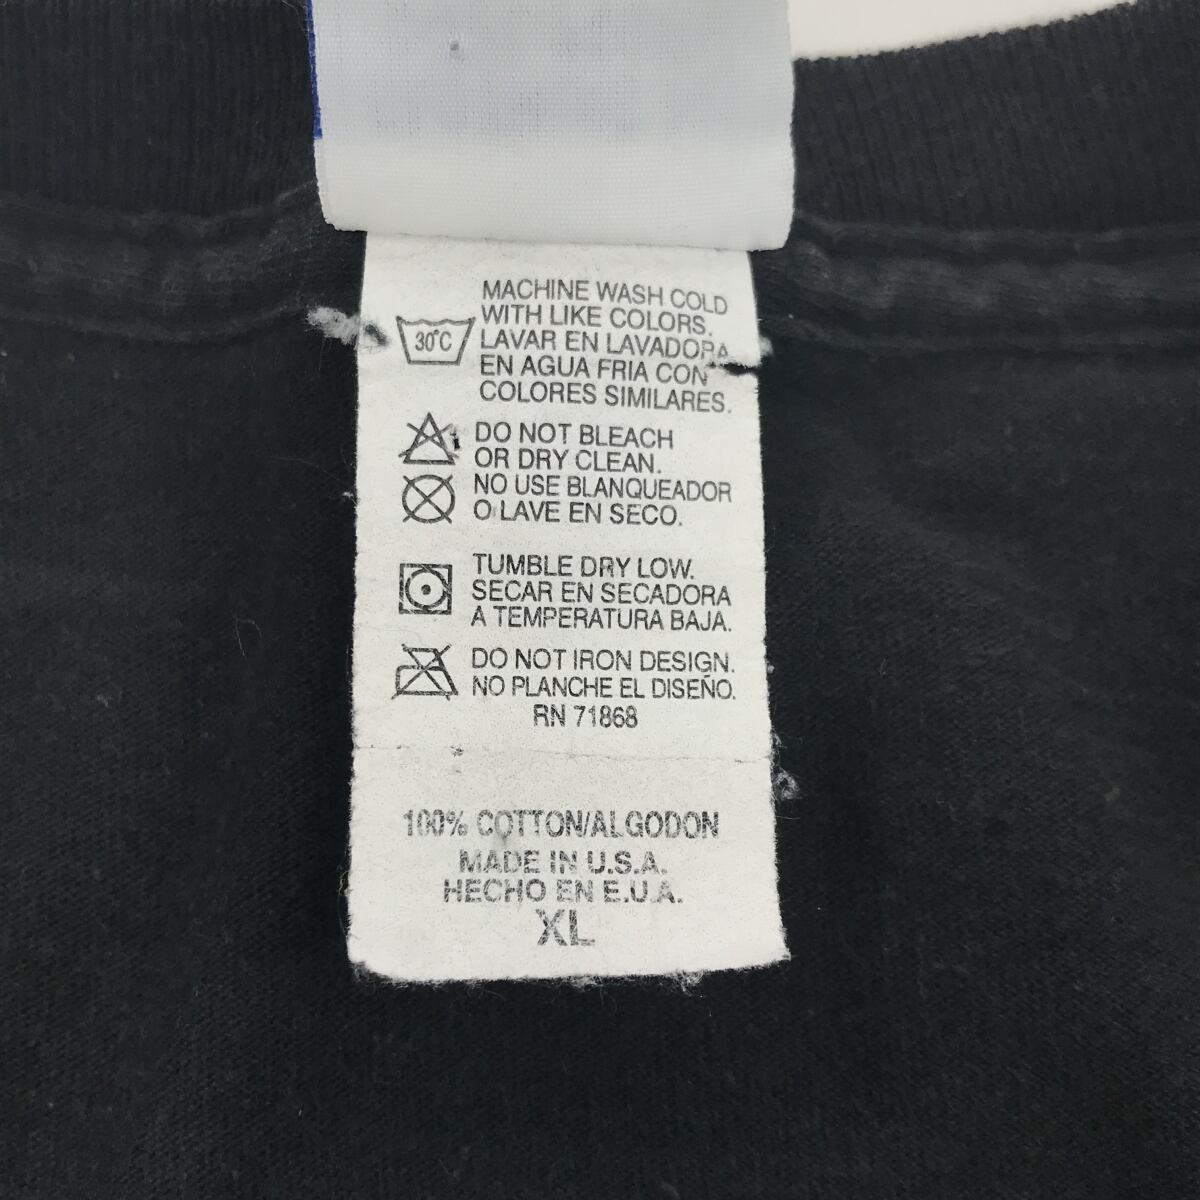 MACHINE WASH COLD
WITH LIKE COLORS.
30°C
LAVAR EN LAVADORA
EN AGUA FRIA CON
COLORES SIMILARES.
DO NOT BLEACH
OR DRY CLEAN.
NO USE BLANQUEADOR
O LAVE EN SECO.
TUMBLE DRY LOW.
SECAR EN SECADORA
A TEMPERATURA BAJA.
DO NOT IRON DESIGN.
NO PLANCHE EL DISEÑO.
RN 71868
100% COTTON/ALGODON
MADE IN U.S.A.
HECHO EN E.U.A.
XL